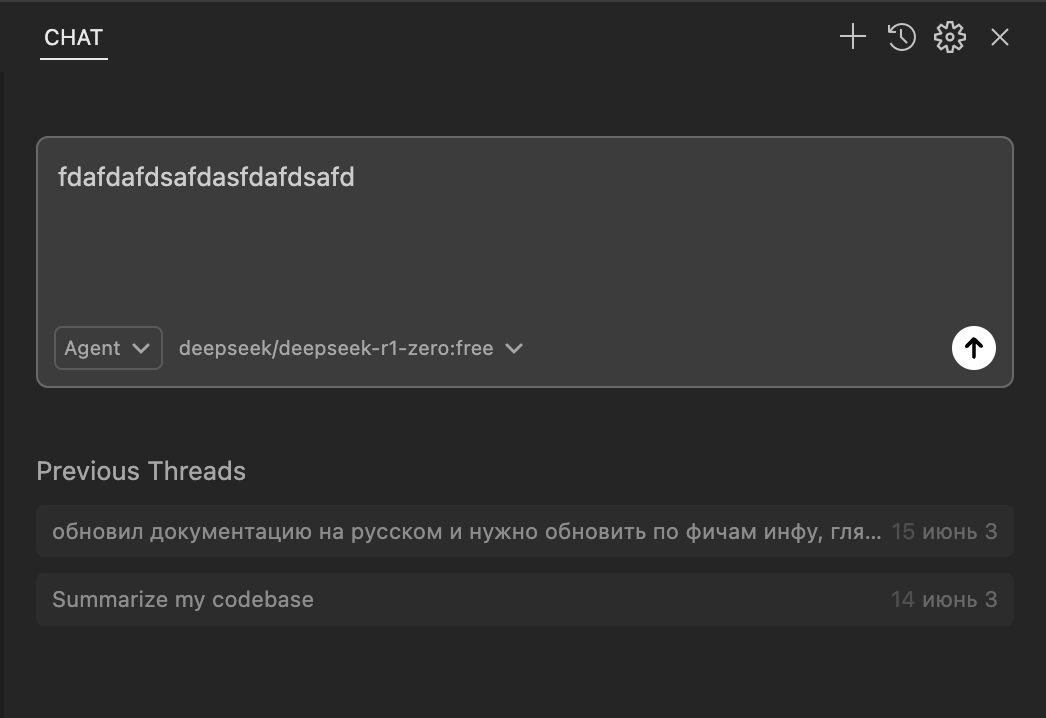 CHAT
fdafdafdsafdasfdafdsafd
Agent deepseek/deepseek-r1-zero:free
Previous Threads
обновил документацию на русском и нужно обновить по фичам инфу, гля... 15 июнь 3
Summarize my codebase 14 июнь 3